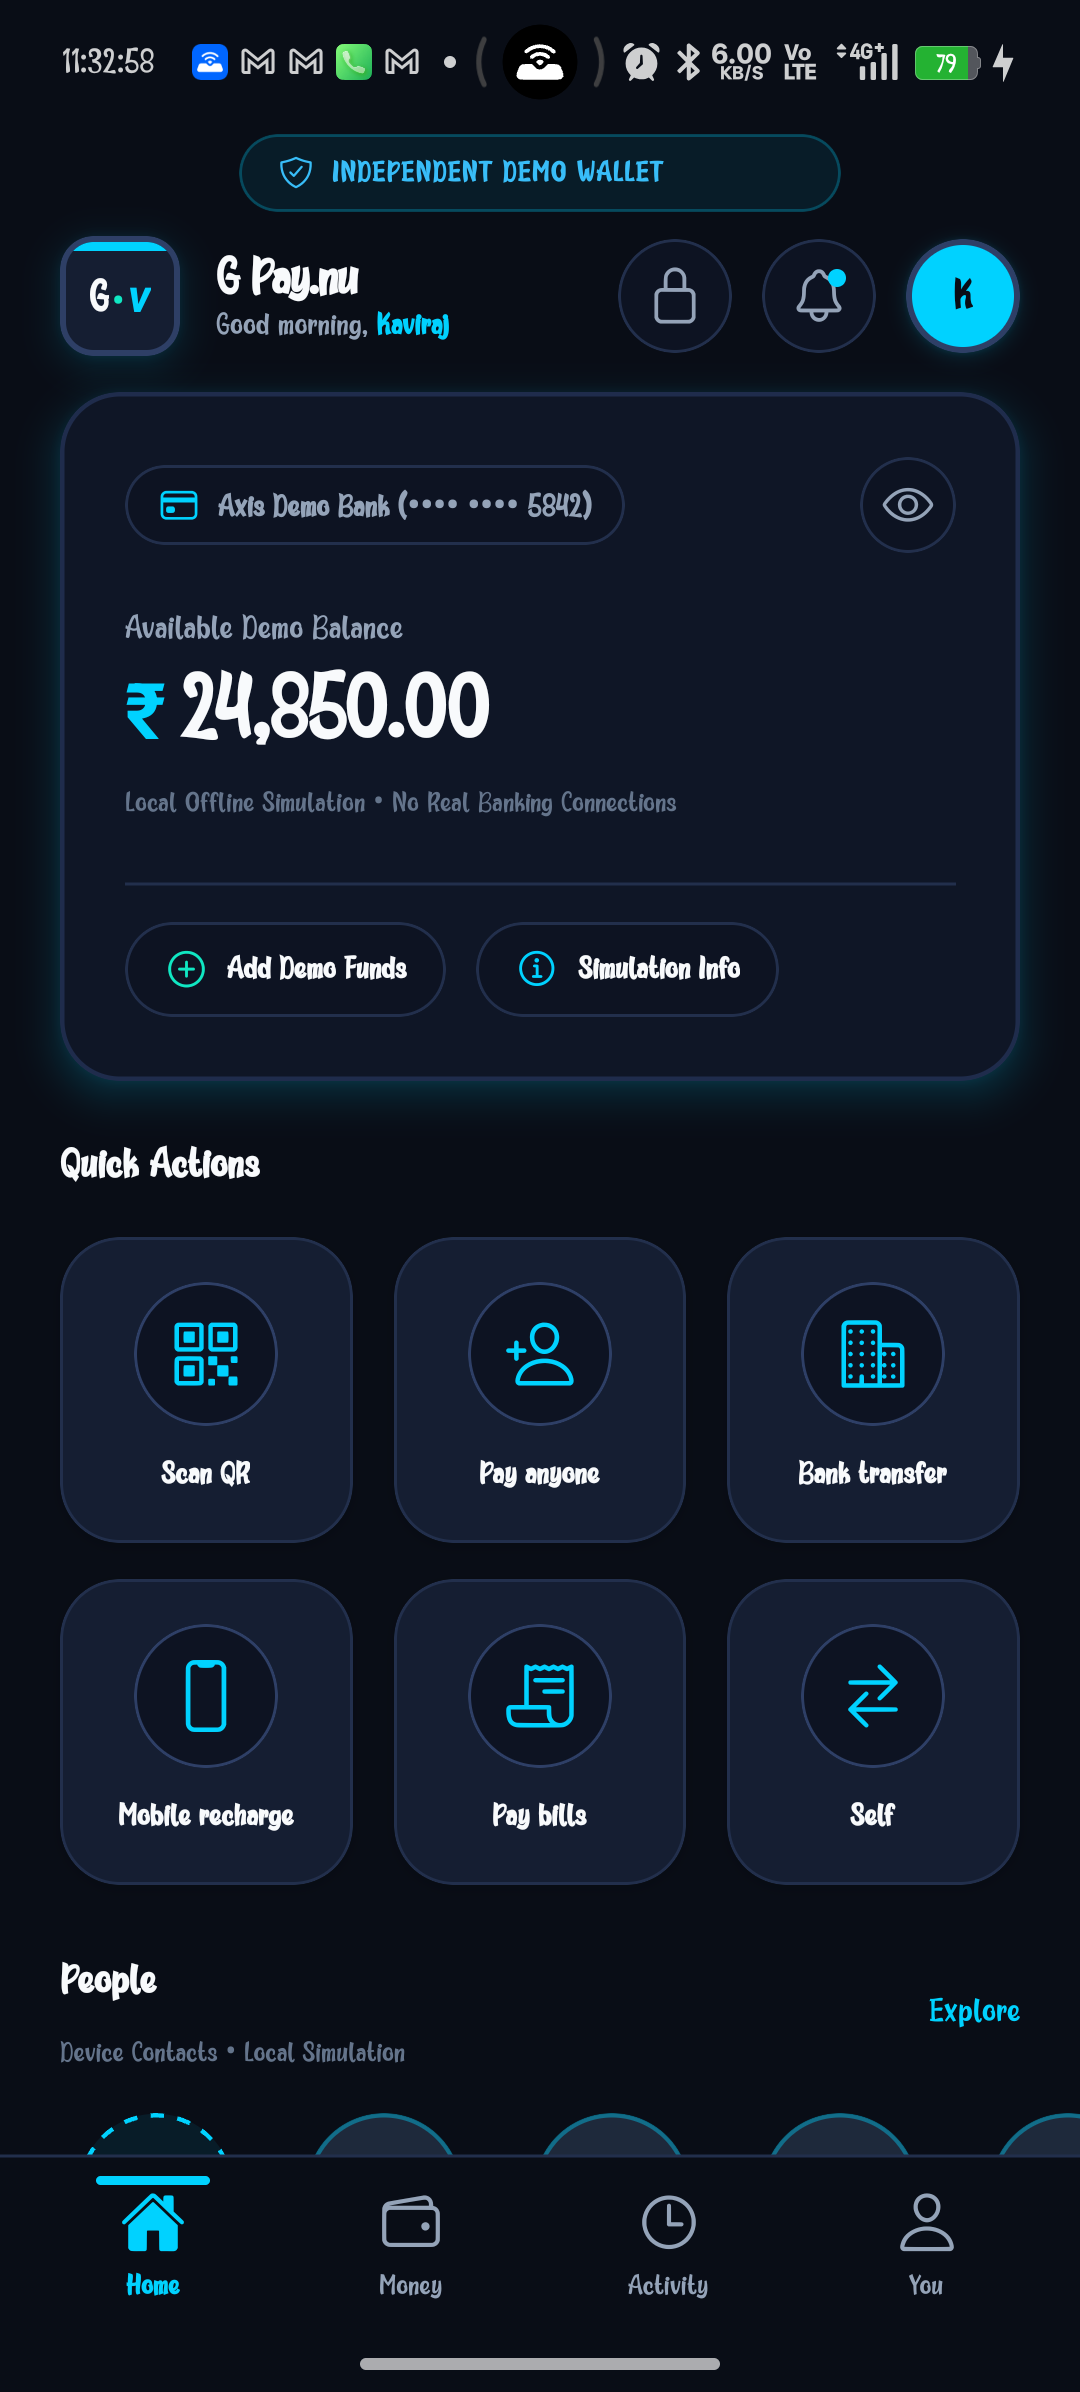 11:32:58
6.00 KB/S
Vo LTE
4G+
79
INDEPENDENT DEMO WALLET
G·v
G Pay.nu
Good morning, Kaviraj
K
Axis Demo Bank (•••• •••• 5842)
Available Demo Balance
₹ 24,850.00
Local Offline Simulation • No Real Banking Connections
Add Demo Funds
Simulation Info
Quick Actions
Scan QR
Pay anyone
Bank transfer
Mobile recharge
Pay bills
Self
People
Explore
Device Contacts • Local Simulation
Home
Money
Activity
You